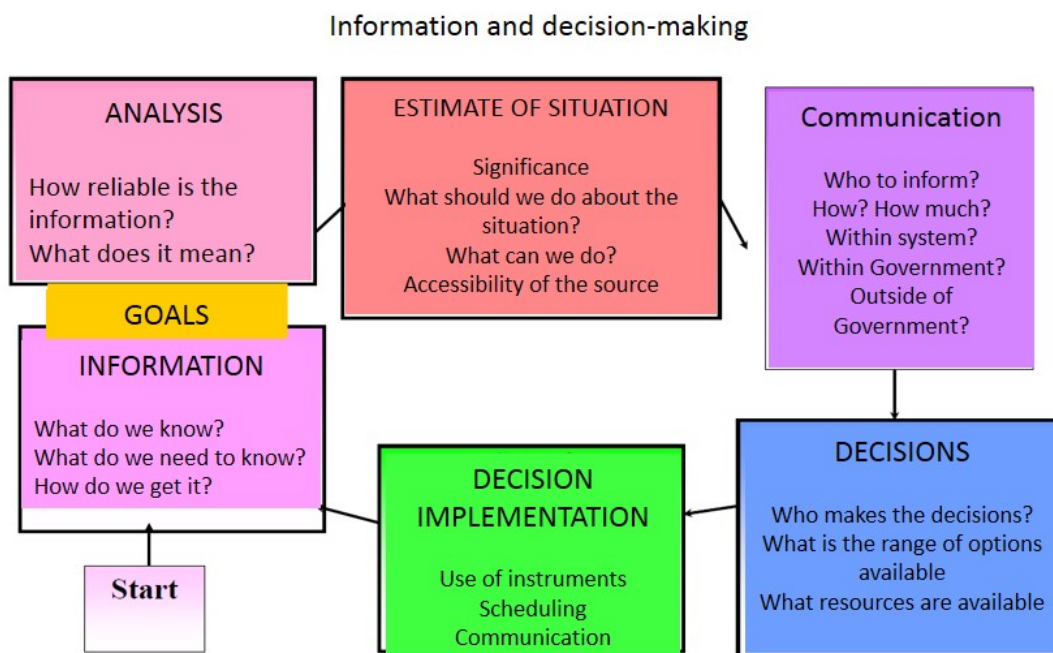 Information and decision-making
ANALYSIS
How reliable is the
information?
What does it mean?
ESTIMATE OF SITUATION
Significance
What should we do about the
situation?
What can we do?
Accessibility of the source
Communication
Who to inform?
How? How much?
Within system?
Within Government?
Outside of
Government?
GOALS
INFORMATION
What do we know?
What do we need to know?
How do we get it?
DECISION
IMPLEMENTATION
Use of instruments
Scheduling
Communication
DECISIONS
Who makes the decisions?
What is the range of options
available
What resources are available
Start